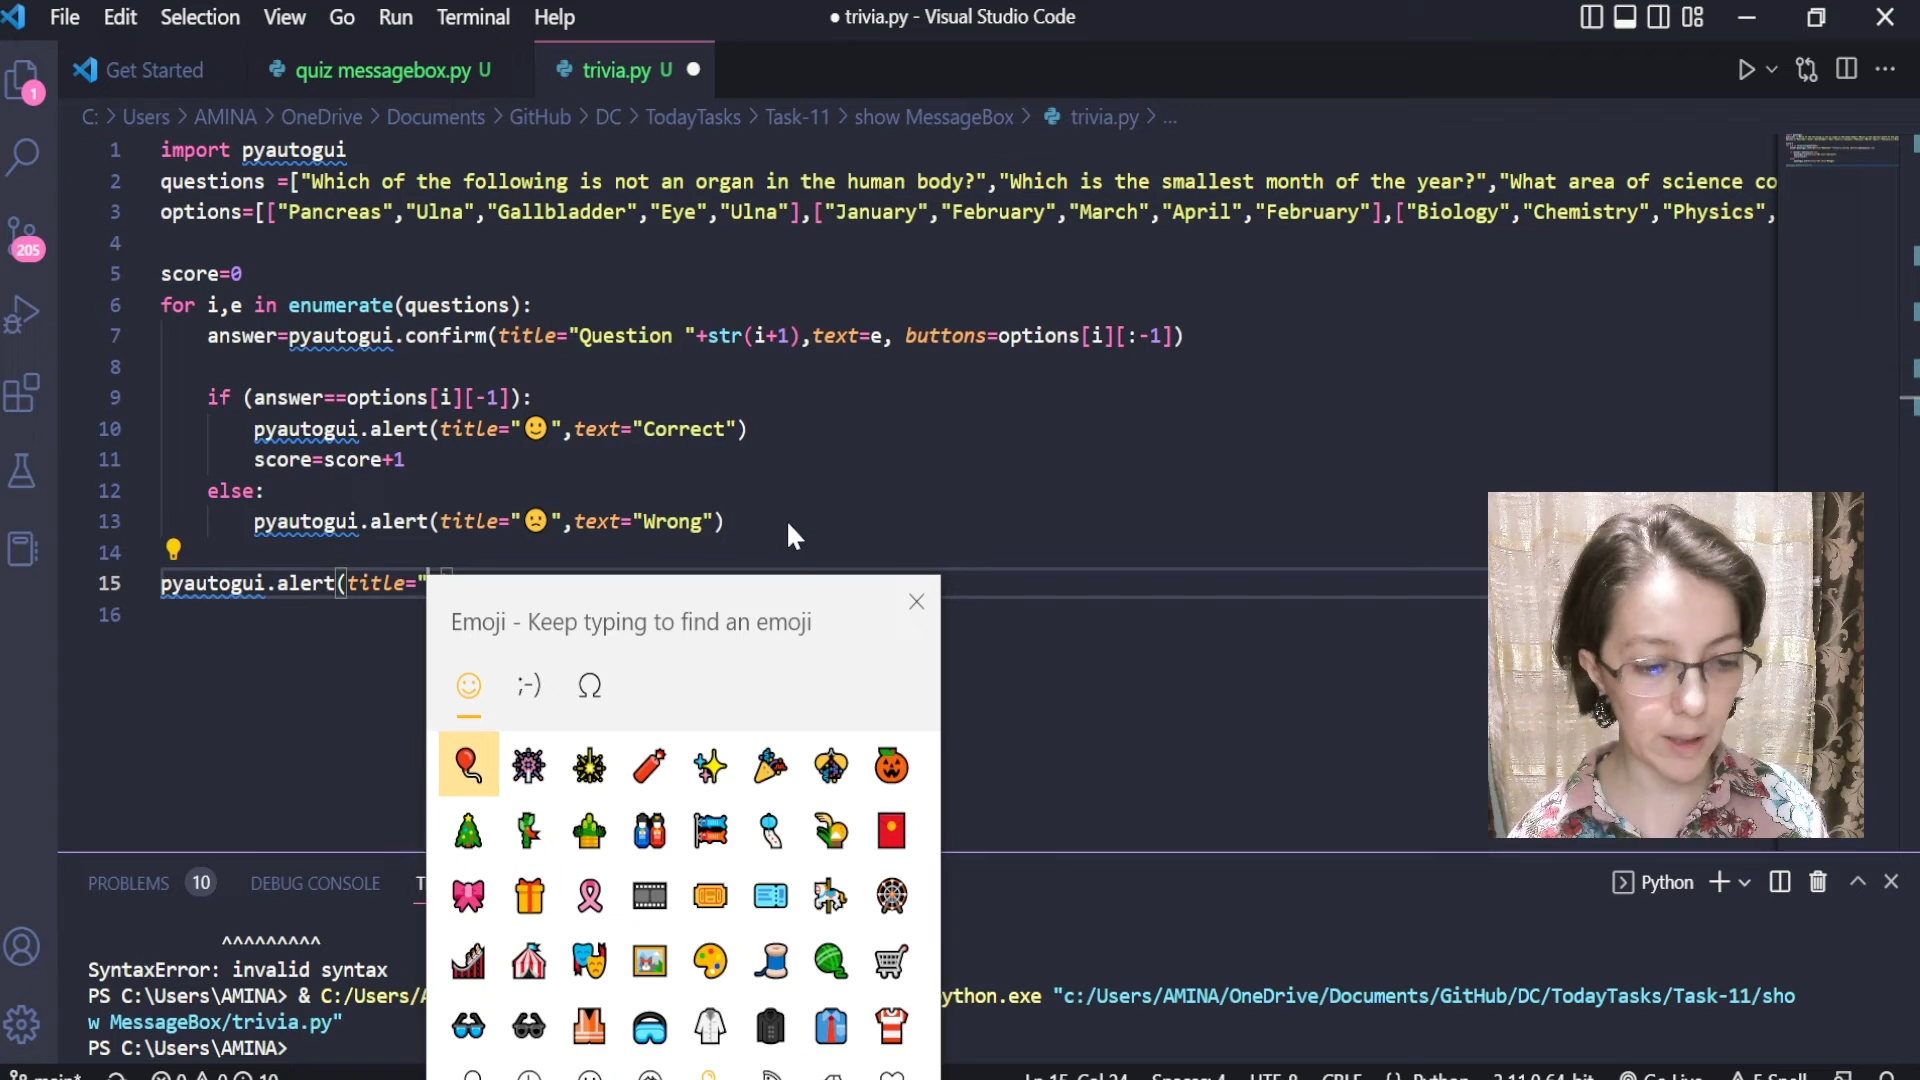 File Edit Selection View Go Run Terminal Help ● trivia.py - Visual Studio Code
Get Started quiz messagebox.py U trivia.py U
C: > Users > AMINA > OneDrive > Documents > GitHub > DC > TodayTasks > Task-11 > show MessageBox > trivia.py > ...
1 import pyautogui
2 questions =["Which of the following is not an organ in the human body?","Which is the smallest month of the year?","What area of science co
3 options=[["Pancreas","Ulna","Gallbladder","Eye","Ulna"],["January","February","March","April","February"],["Biology","Chemistry","Physics",
4
5 score=0
6 for i,e in enumerate(questions):
7 answer=pyautogui.confirm(title="Question "+str(i+1),text=e, buttons=options[i][:-1])
8
9 if (answer==options[i][-1]):
10 pyautogui.alert(title="🙂",text="Correct")
11 score=score+1
12 else:
13 pyautogui.alert(title="🙁",text="Wrong")
14
15 pyautogui.alert(title="
16
1
205
Emoji - Keep typing to find an emoji
;-) Ω
PROBLEMS 10 DEBUG CONSOLE
Python
^^^^^^^^^
SyntaxError: invalid syntax
PS C:\Users\AMINA> & C:/Users/A ython.exe "c:/Users/AMINA/OneDrive/Documents/GitHub/DC/TodayTasks/Task-11/sho
w MessageBox/trivia.py"
PS C:\Users\AMINA>